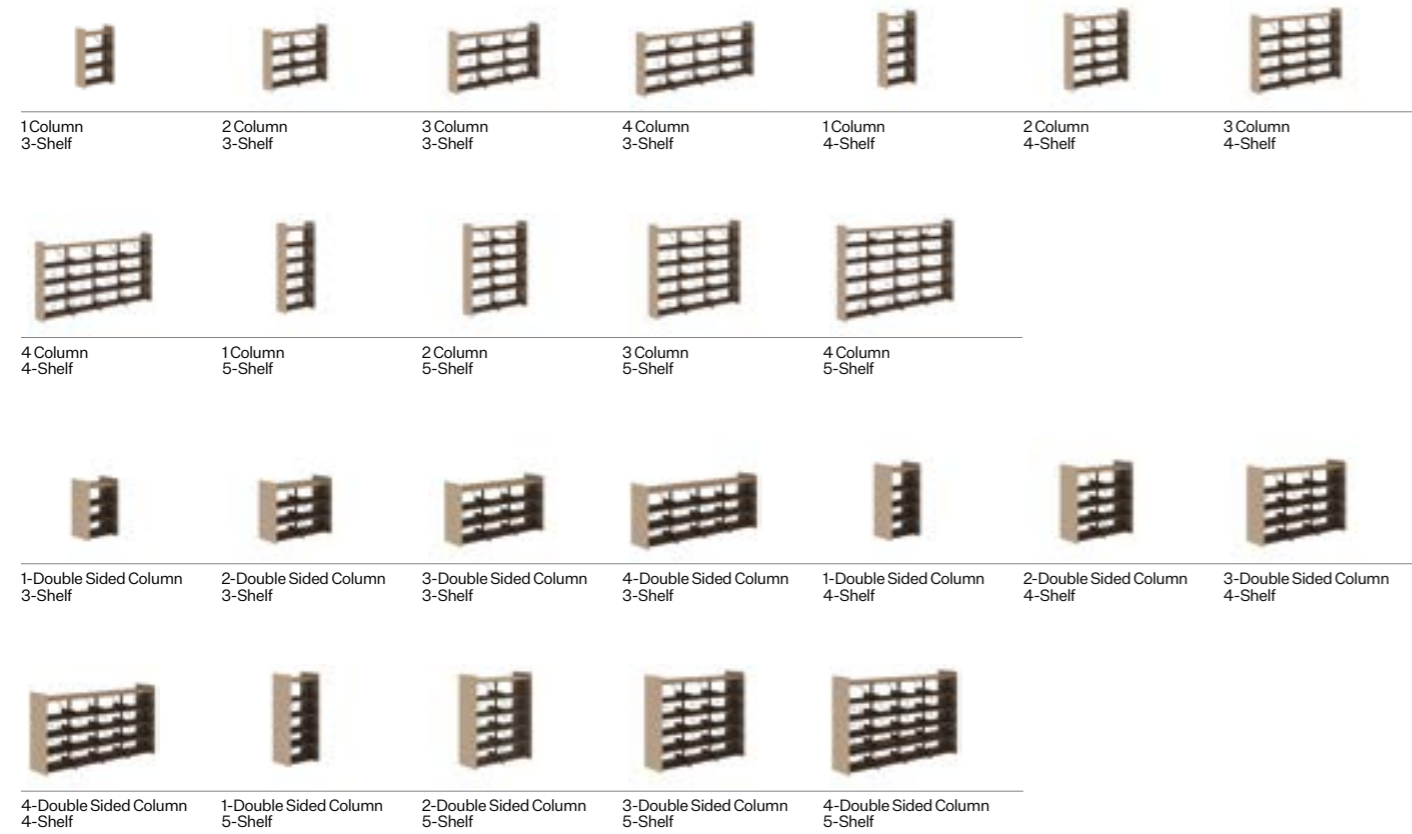 1 Column
3-Shelf
2 Column
3-Shelf
3 Column
3-Shelf
4 Column
3-Shelf
1 Column
4-Shelf
2 Column
4-Shelf
3 Column
4-Shelf
4 Column
4-Shelf
1 Column
5-Shelf
2 Column
5-Shelf
3 Column
5-Shelf
4 Column
5-Shelf
1-Double Sided Column
3-Shelf
2-Double Sided Column
3-Shelf
3-Double Sided Column
3-Shelf
4-Double Sided Column
3-Shelf
1-Double Sided Column
4-Shelf
2-Double Sided Column
4-Shelf
3-Double Sided Column
4-Shelf
4-Double Sided Column
4-Shelf
1-Double Sided Column
5-Shelf
2-Double Sided Column
5-Shelf
3-Double Sided Column
5-Shelf
4-Double Sided Column
5-Shelf